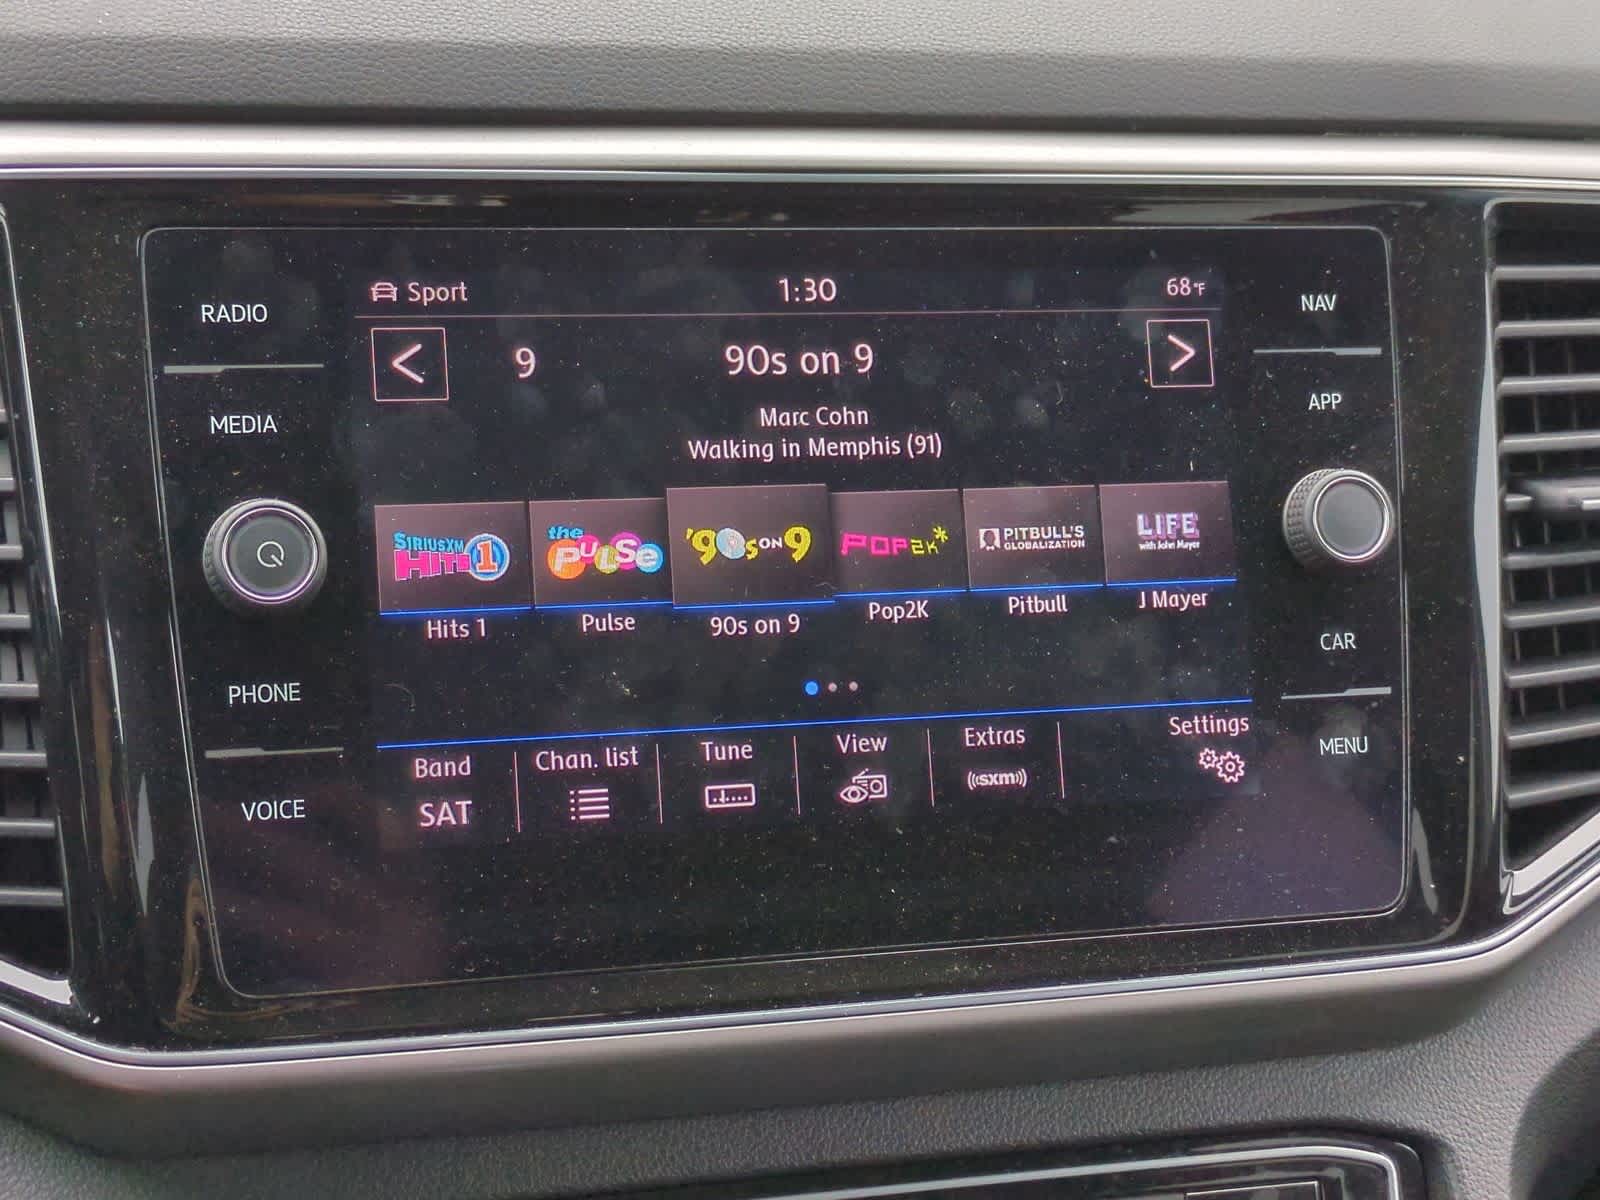 RADIO
MEDIA
PHONE
VOICE
Sport
1:30
68°F
9
90s on 9
Marc Cohn
Walking in Memphis (91)
SIRIUSXM
HITS 1
the
PULSE
'90s ON 9
POP2K*
PITBULL'S
GLOBALIZATION
LIFE
with John Mayer
Hits 1
Pulse
90s on 9
Pop2K
Pitbull
J Mayer
Band
SAT
Chan. list
Tune
View
Extras
((sxm))
Settings
NAV
APP
CAR
MENU